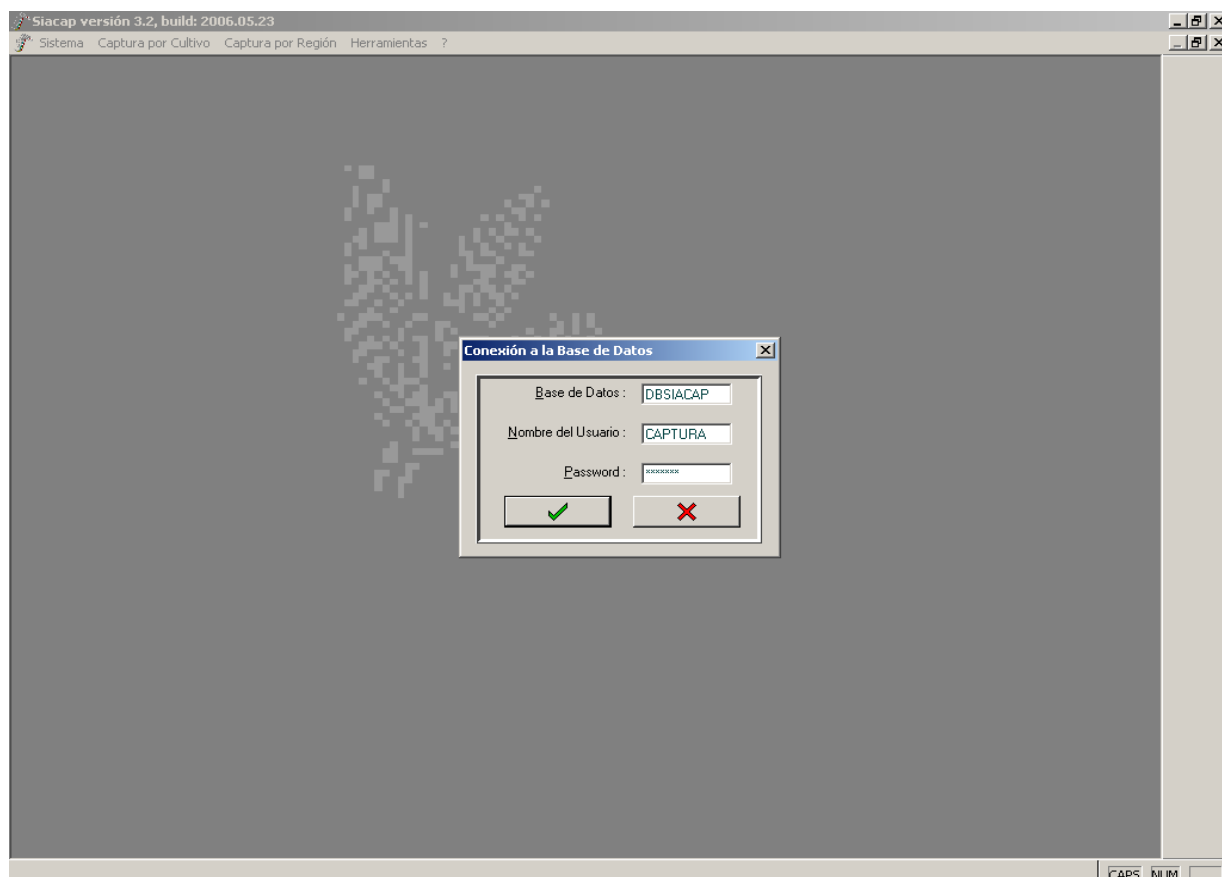 Siacap versión 3.2, build: 2006.05.23
Sistema Captura por Cultivo Captura por Región Herramientas ?
Conexión a la Base de Datos
Base de Datos : DBSIACAP
Nombre del Usuario : CAPTURA
Password : *******
CAPS NUM